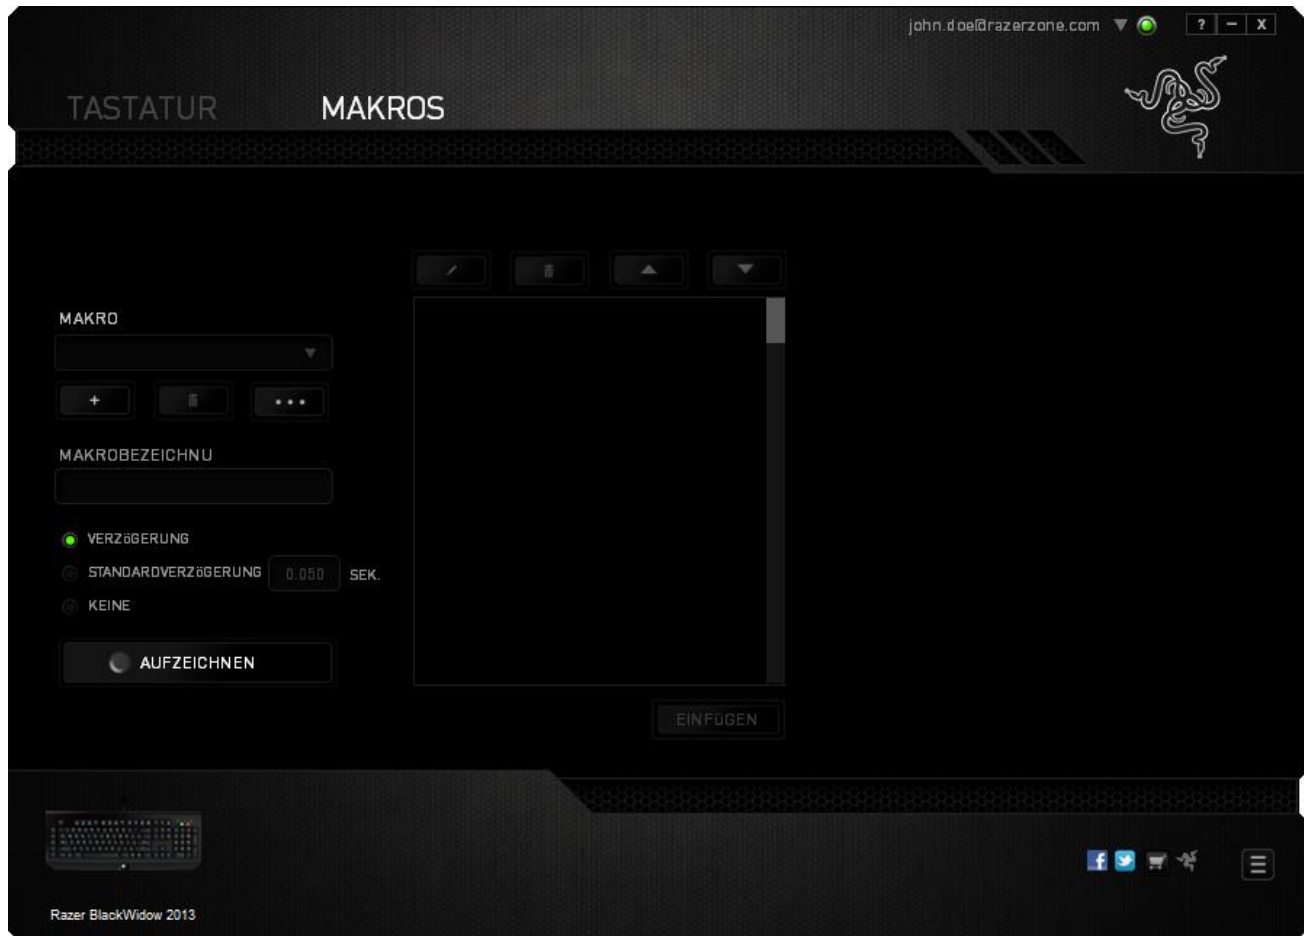 john.doe@razerzone.com
? – X
TASTATUR MAKROS
MAKRO
+
MAKROBEZEICHNU
VERZöGERUNG
STANDARDVERZöGERUNG 0.050 SEK.
KEINE
AUFZEICHNEN
EINFüGEN
Razer BlackWidow 2013